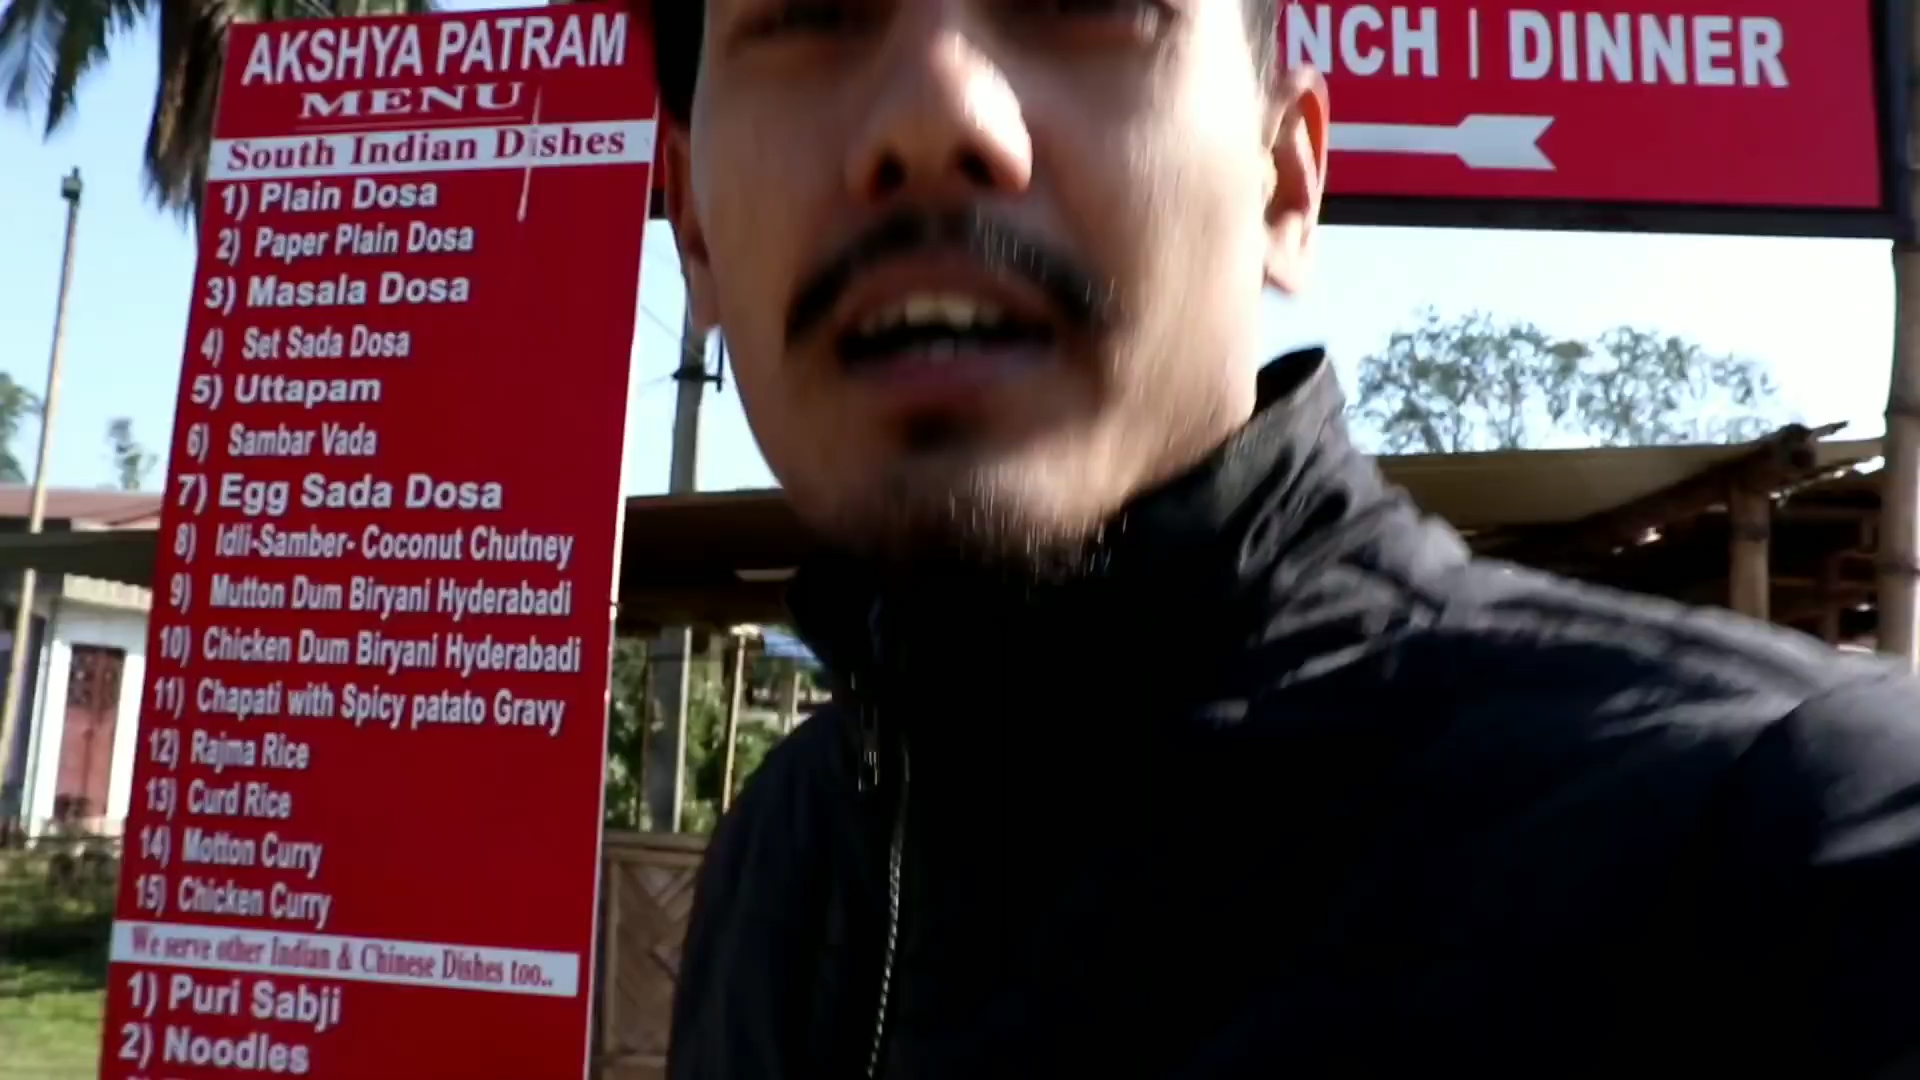 AKSHYA PATRAM
MENU
South Indian Dishes
1) Plain Dosa
2) Paper Plain Dosa
3) Masala Dosa
4) Set Sada Dosa
5) Uttapam
6) Sambar Vada
7) Egg Sada Dosa
8) Idli-Samber- Coconut Chutney
9) Mutton Dum Biryani Hyderabadi
10) Chicken Dum Biryani Hyderabadi
11) Chapati with Spicy patato Gravy
12) Rajma Rice
13) Curd Rice
14) Motton Curry
15) Chicken Curry
We serve other Indian & Chinese Dishes too..
1) Puri Sabji
2) Noodles
NCH | DINNER